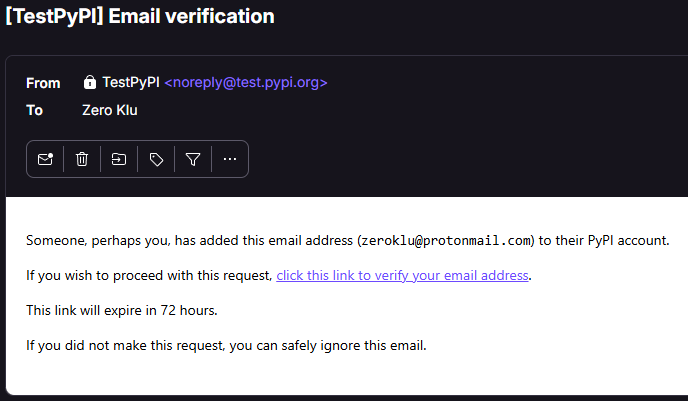 [TestPyPI] Email verification
From TestPyPI <noreply@test.pypi.org>
To Zero Klu
Someone, perhaps you, has added this email address (zeroklu@protonmail.com) to their PyPI account.
If you wish to proceed with this request, click this link to verify your email address.
This link will expire in 72 hours.
If you did not make this request, you can safely ignore this email.